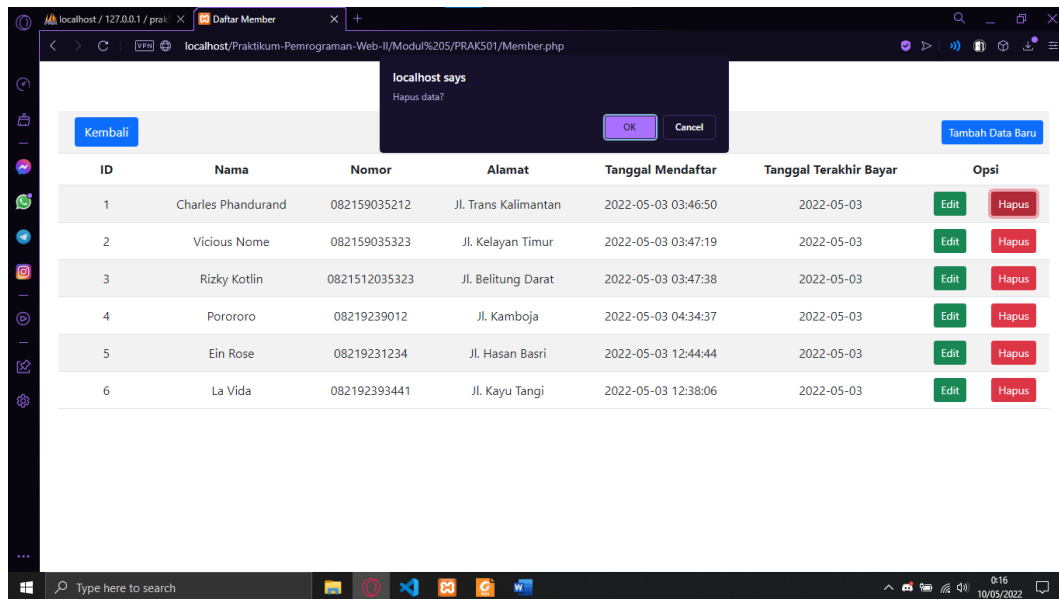 localhost / 127.0.0.1 / prak
Daftar Member
VPN
localhost/Praktikum-Pemrograman-Web-II/Modul%205/PRAK501/Member.php
localhost says
Hapus data?
OK Cancel
Kembali
Tambah Data Baru
ID Nama Nomor Alamat Tanggal Mendaftar Tanggal Terakhir Bayar Opsi
1 Charles Phandurand 082159035212 Jl. Trans Kalimantan 2022-05-03 03:46:50 2022-05-03 Edit Hapus
2 Vicious Nome 082159035323 Jl. Kelayan Timur 2022-05-03 03:47:19 2022-05-03 Edit Hapus
3 Rizky Kotlin 0821512035323 Jl. Belitung Darat 2022-05-03 03:47:38 2022-05-03 Edit Hapus
4 Porororo 08219239012 Jl. Kamboja 2022-05-03 04:34:37 2022-05-03 Edit Hapus
5 Ein Rose 08219231234 Jl. Hasan Basri 2022-05-03 12:44:44 2022-05-03 Edit Hapus
6 La Vida 082192393441 Jl. Kayu Tangi 2022-05-03 12:38:06 2022-05-03 Edit Hapus
Type here to search
0:16
10/05/2022